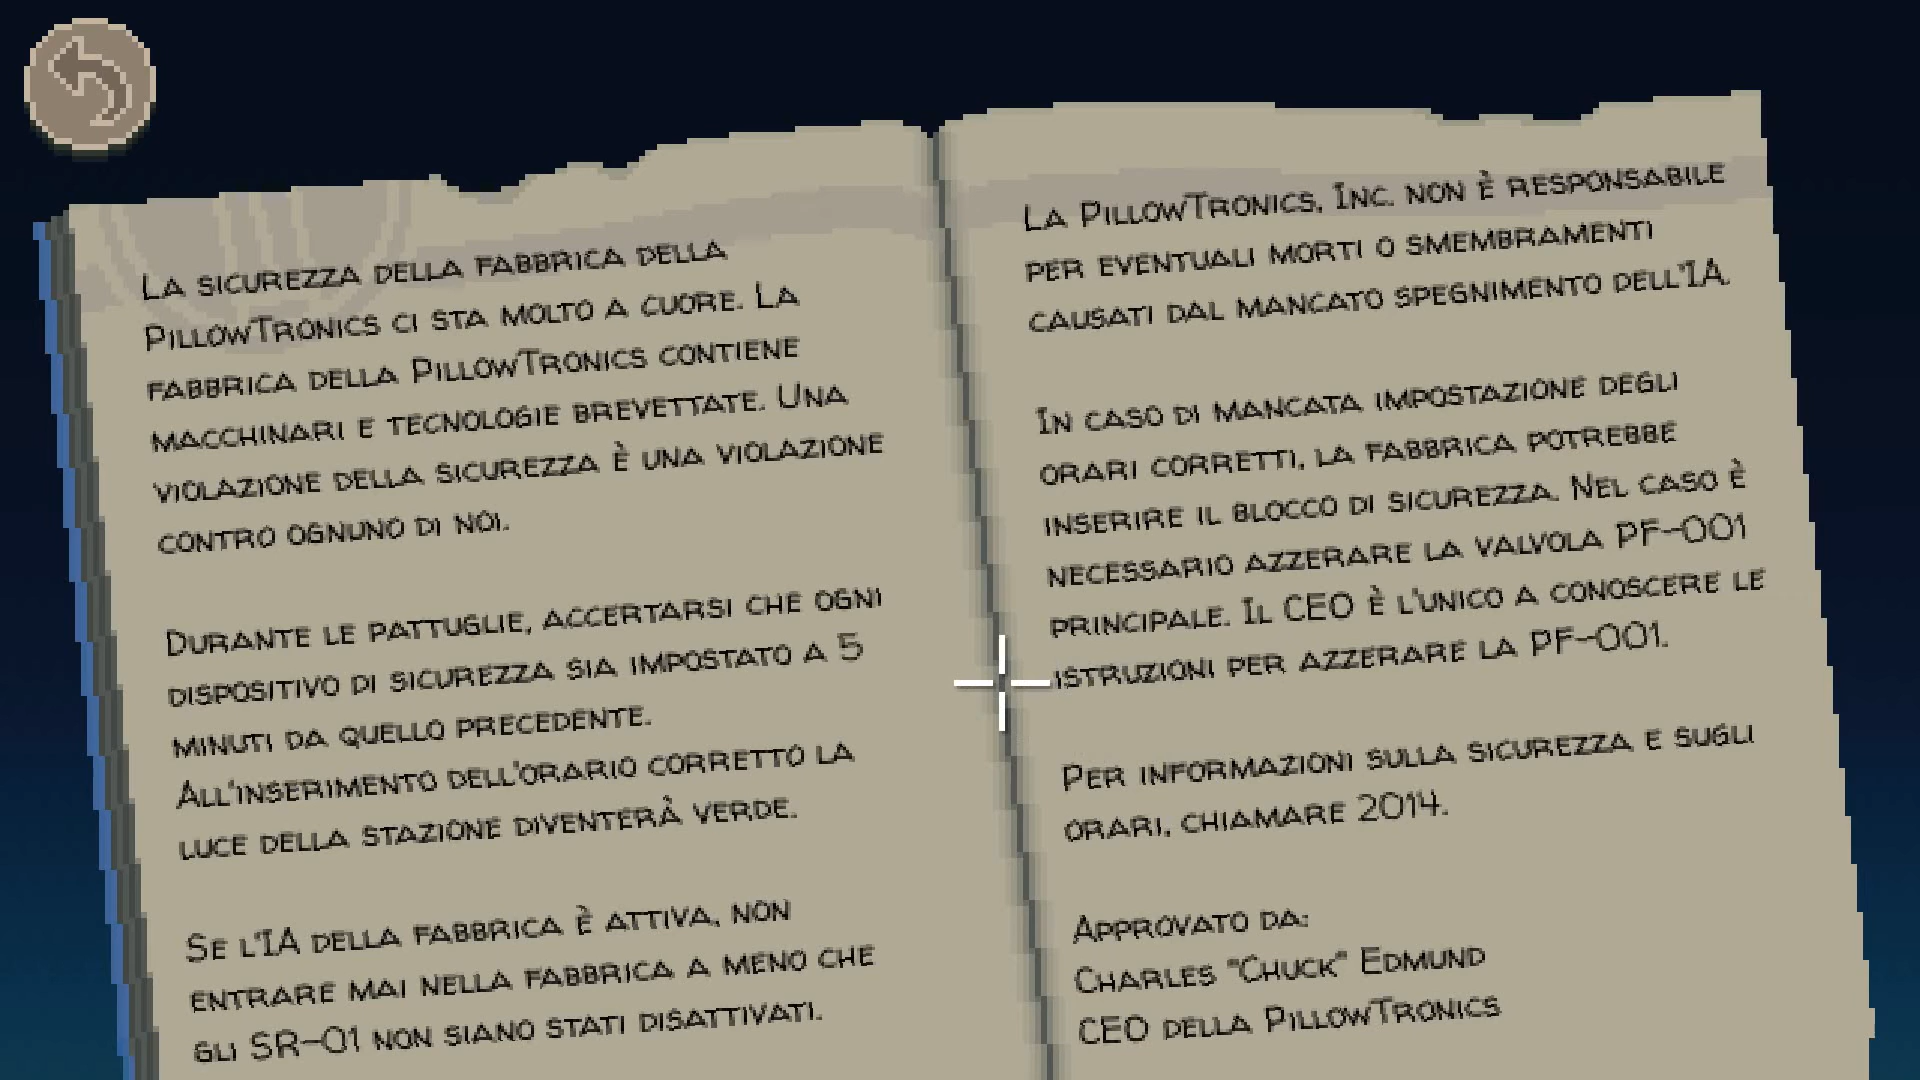 La sicurezza della fabbrica della
PillowTronics ci sta molto a cuore. La
fabbrica della PillowTronics contiene
macchinari e tecnologie brevettate. Una
violazione della sicurezza è una violazione
contro ognuno di noi.
Durante le pattuglie, accertarsi che ogni
dispositivo di sicurezza sia impostato a 5
minuti da quello precedente.
All'inserimento dell'orario corretto la
luce della stazione diventerà verde.
Se l'IA della fabbrica è attiva, non
entrare mai nella fabbrica a meno che
gli SR-01 non siano stati disattivati.
La PillowTronics, Inc. non è responsabile
per eventuali morti o smembramenti
causati dal mancato spegnimento dell'IA.
In caso di mancata impostazione degli
orari corretti, la fabbrica potrebbe
inserire il blocco di sicurezza. Nel caso è
necessario azzerare la valvola PF-001
principale. Il CEO è l'unico a conoscere le
istruzioni per azzerare la PF-001.
Per informazioni sulla sicurezza e sugli
orari, chiamare 2014.
Approvato da:
Charles "Chuck" Edmund
CEO della PillowTronics